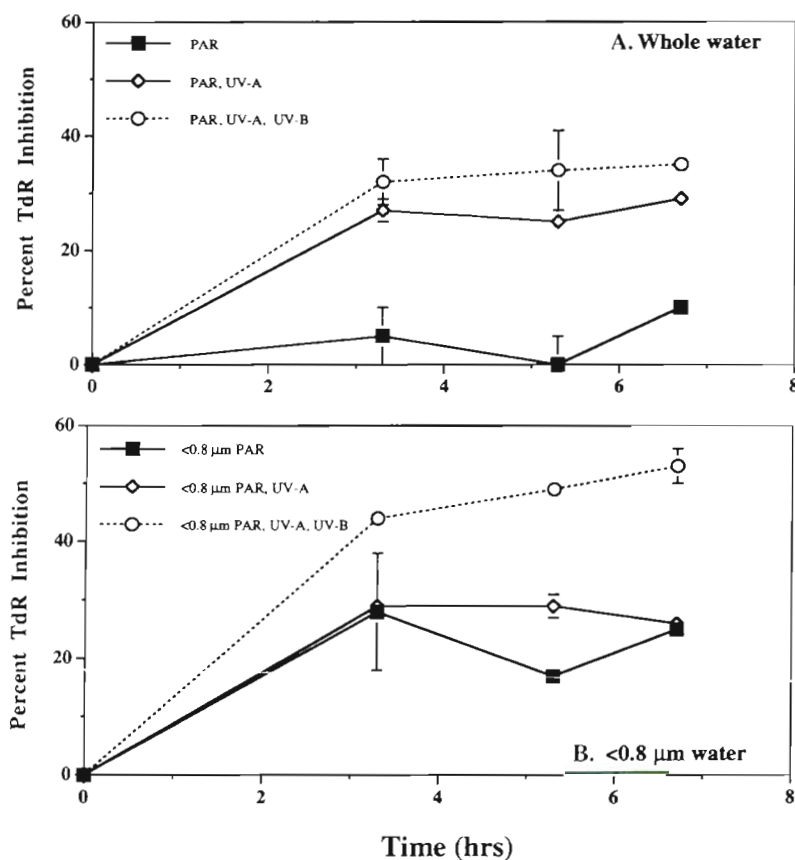 60
A. Whole water
PAR
PAR, UV-A
PAR, UV-A, UV-B
40
20
0
Percent TdR Inhibition
0 2 4 6 8
60
<0.8 µm PAR
<0.8 µm PAR, UV-A
<0.8 µm PAR, UV-A, UV-B
40
20
0
Percent TdR Inhibition
B. <0.8 µm water
0 2 4 6 8
Time (hrs)